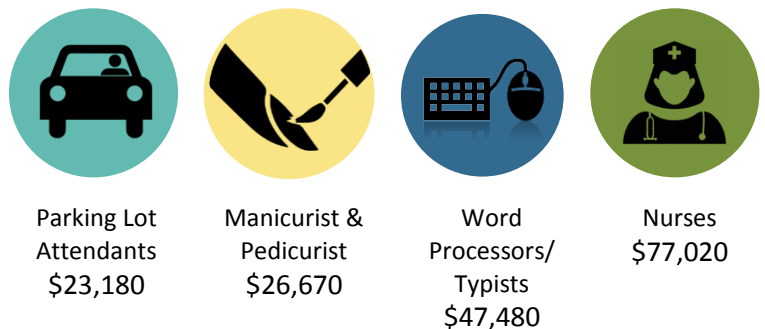 Parking Lot
Attendants
$23,180
Manicurist &
Pedicurist
$26,670
Word
Processors/
Typists
$47,480
Nurses
$77,020